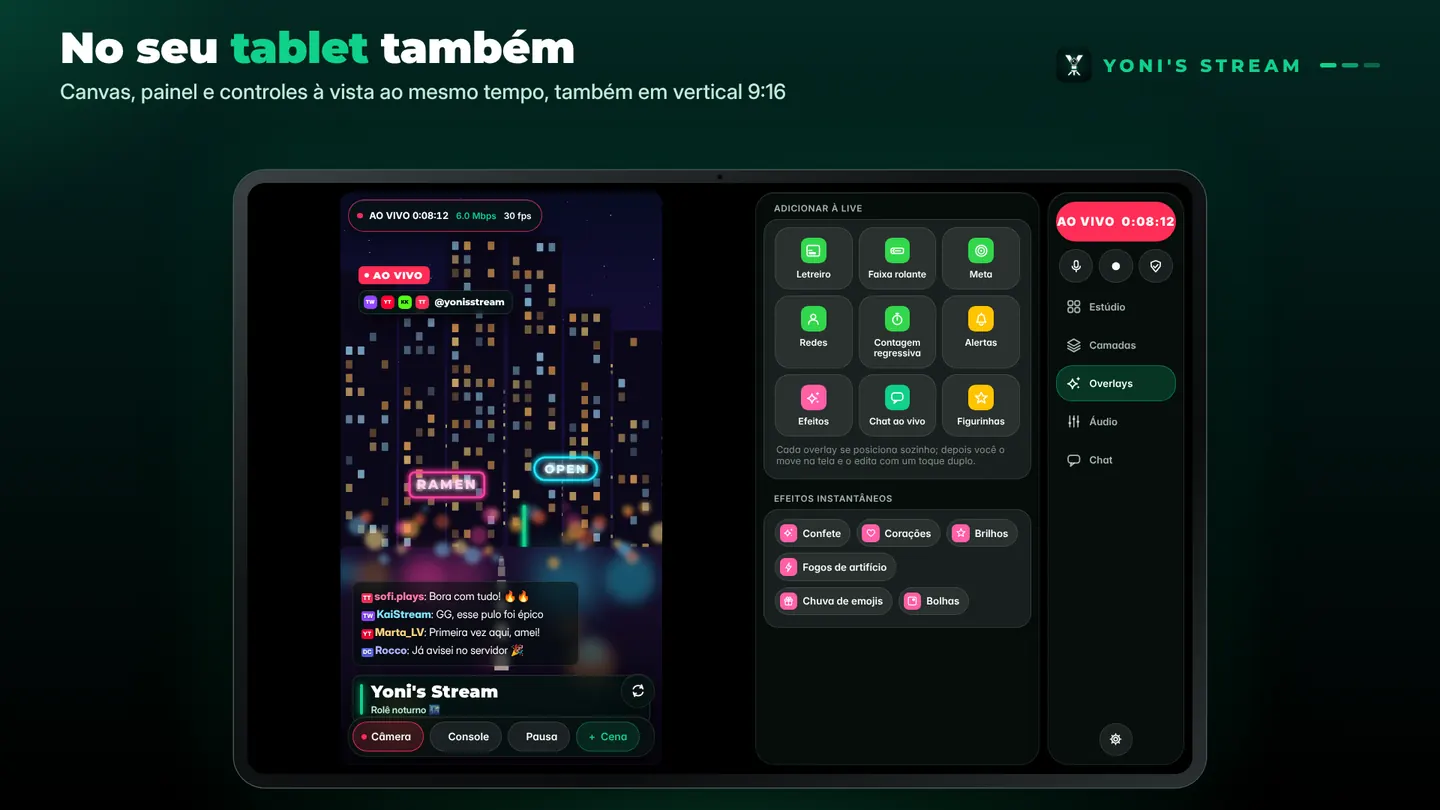 No seu tablet também
Canvas, painel e controles à vista ao mesmo tempo, também em vertical 9:16
YONI'S STREAM
AO VIVO 0:08:12 6.0 Mbps 30 fps
AO VIVO
TW YT KK TT @yonisstream
RAMEN
OPEN
TT sofi.plays: Bora com tudo! 🔥🔥
TW KaiStream: GG, esse pulo foi épico
YT Marta_LV: Primeira vez aqui, amei!
DC Rocco: Já avisei no servidor 🎉
Yoni's Stream
Rolê noturno 🌃
Câmera
Console
Pausa
+ Cena
ADICIONAR À LIVE
Letreiro
Faixa rolante
Meta
Redes
Contagem
regressiva
Alertas
Efeitos
Chat ao vivo
Figurinhas
Cada overlay se posiciona sozinho; depois você o
move na tela e o edita com um toque duplo.
EFEITOS INSTANTÂNEOS
Confete
Corações
Brilhos
Fogos de artifício
Chuva de emojis
Bolhas
AO VIVO 0:08:12
Estúdio
Camadas
Overlays
Áudio
Chat